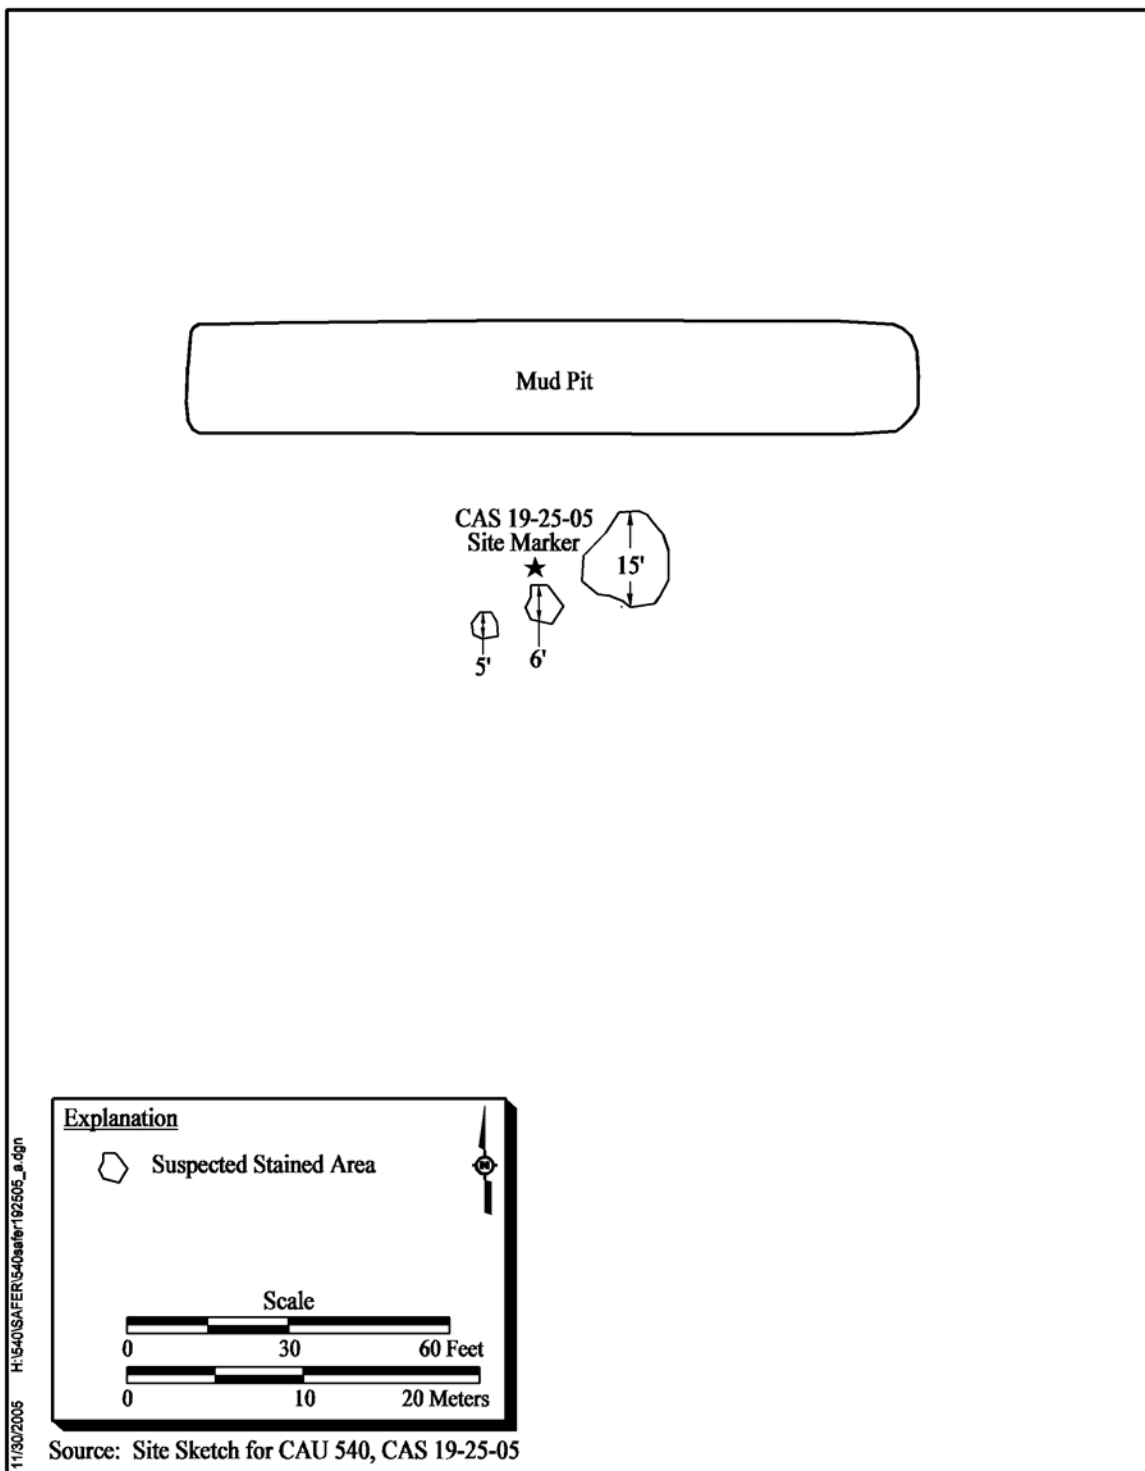 Mud Pit
CAS 19-25-05
Site Marker
15'
5'
6'
Explanation
Suspected Stained Area
N
Scale
0 30 60 Feet
0 10 20 Meters
Source: Site Sketch for CAU 540, CAS 19-25-05
11/30/2005 H:\540\SAFER\540safer192505_a.dgn